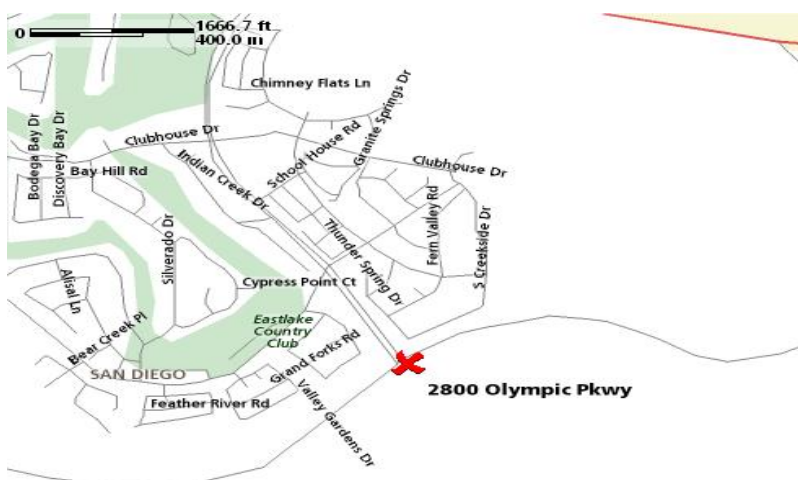 0 1666.7 ft
400.0 m
Chimney Flats Ln
Clubhouse Dr
Granite Springs Dr
School House Rd
Clubhouse Dr
Bodega Bay Dr
Discovery Bay Dr
Bay Hill Rd
Indian Creek Dr
Fern Valley Rd
S Creekside Dr
Silverado Dr
Thunder Spring Dr
Alisal Ln
Cypress Point Ct
Eastlake
Country
Club
Bear Creek Pl
Grand Forks Rd
SAN DIEGO
2800 Olympic Pkwy
Feather River Rd
Valley Gardens Dr